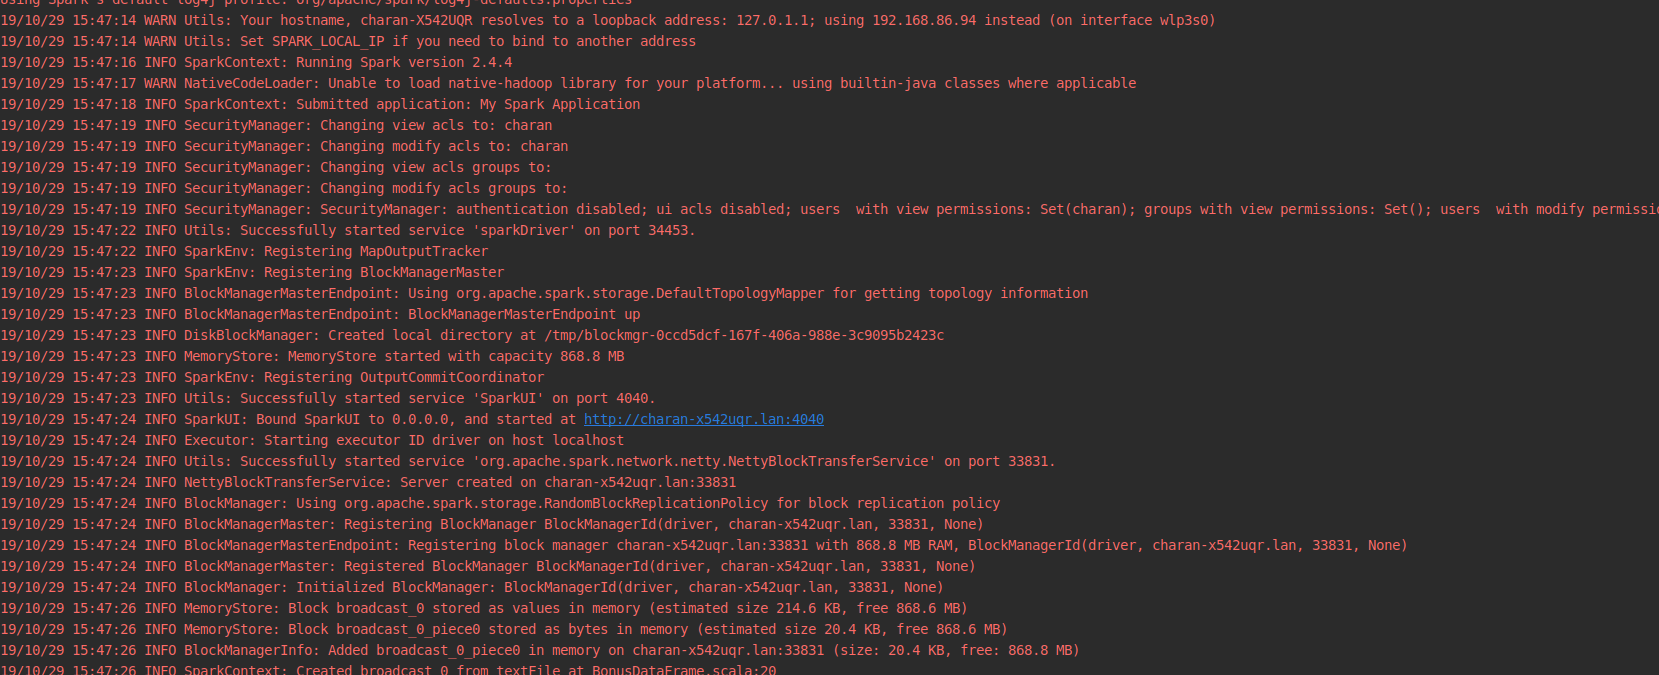 using Spark's default log4j profile: org/apache/spark/log4j-defaults.properties
19/10/29 15:47:14 WARN Utils: Your hostname, charan-X542UQR resolves to a loopback address: 127.0.1.1; using 192.168.86.94 instead (on interface wlp3s0)
19/10/29 15:47:14 WARN Utils: Set SPARK_LOCAL_IP if you need to bind to another address
19/10/29 15:47:16 INFO SparkContext: Running Spark version 2.4.4
19/10/29 15:47:17 WARN NativeCodeLoader: Unable to load native-hadoop library for your platform... using builtin-java classes where applicable
19/10/29 15:47:18 INFO SparkContext: Submitted application: My Spark Application
19/10/29 15:47:19 INFO SecurityManager: Changing view acls to: charan
19/10/29 15:47:19 INFO SecurityManager: Changing modify acls to: charan
19/10/29 15:47:19 INFO SecurityManager: Changing view acls groups to:
19/10/29 15:47:19 INFO SecurityManager: Changing modify acls groups to:
19/10/29 15:47:19 INFO SecurityManager: SecurityManager: authentication disabled; ui acls disabled; users  with view permissions: Set(charan); groups with view permissions: Set(); users  with modify permissio
19/10/29 15:47:22 INFO Utils: Successfully started service 'sparkDriver' on port 34453.
19/10/29 15:47:22 INFO SparkEnv: Registering MapOutputTracker
19/10/29 15:47:23 INFO SparkEnv: Registering BlockManagerMaster
19/10/29 15:47:23 INFO BlockManagerMasterEndpoint: Using org.apache.spark.storage.DefaultTopologyMapper for getting topology information
19/10/29 15:47:23 INFO BlockManagerMasterEndpoint: BlockManagerMasterEndpoint up
19/10/29 15:47:23 INFO DiskBlockManager: Created local directory at /tmp/blockmgr-0ccd5dcf-167f-406a-988e-3c9095b2423c
19/10/29 15:47:23 INFO MemoryStore: MemoryStore started with capacity 868.8 MB
19/10/29 15:47:23 INFO SparkEnv: Registering OutputCommitCoordinator
19/10/29 15:47:23 INFO Utils: Successfully started service 'SparkUI' on port 4040.
19/10/29 15:47:24 INFO SparkUI: Bound SparkUI to 0.0.0.0, and started at http://charan-x542uqr.lan:4040
19/10/29 15:47:24 INFO Executor: Starting executor ID driver on host localhost
19/10/29 15:47:24 INFO Utils: Successfully started service 'org.apache.spark.network.netty.NettyBlockTransferService' on port 33831.
19/10/29 15:47:24 INFO NettyBlockTransferService: Server created on charan-x542uqr.lan:33831
19/10/29 15:47:24 INFO BlockManager: Using org.apache.spark.storage.RandomBlockReplicationPolicy for block replication policy
19/10/29 15:47:24 INFO BlockManagerMaster: Registering BlockManager BlockManagerId(driver, charan-x542uqr.lan, 33831, None)
19/10/29 15:47:24 INFO BlockManagerMasterEndpoint: Registering block manager charan-x542uqr.lan:33831 with 868.8 MB RAM, BlockManagerId(driver, charan-x542uqr.lan, 33831, None)
19/10/29 15:47:24 INFO BlockManagerMaster: Registered BlockManager BlockManagerId(driver, charan-x542uqr.lan, 33831, None)
19/10/29 15:47:24 INFO BlockManager: Initialized BlockManager: BlockManagerId(driver, charan-x542uqr.lan, 33831, None)
19/10/29 15:47:26 INFO MemoryStore: Block broadcast_0 stored as values in memory (estimated size 214.6 KB, free 868.6 MB)
19/10/29 15:47:26 INFO MemoryStore: Block broadcast_0_piece0 stored as bytes in memory (estimated size 20.4 KB, free 868.6 MB)
19/10/29 15:47:26 INFO BlockManagerInfo: Added broadcast_0_piece0 in memory on charan-x542uqr.lan:33831 (size: 20.4 KB, free: 868.8 MB)
19/10/29 15:47:26 INFO SparkContext: Created broadcast 0 from textFile at BonusDataFrame.scala:20